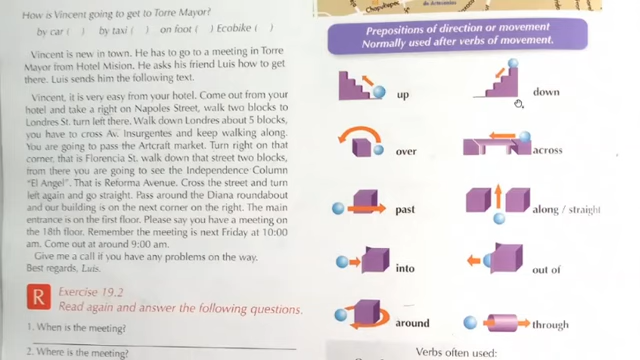 How is Vincent going to get to Torre Mayor?
by car ( ) by taxi ( ) on foot ( ) Ecobike ( )
Vincent is new in town. He has to go to a meeting in Torre
Mayor from Hotel Mision. He asks his friend Luis how to get
there. Luis sends him the following text.
Vincent, it is very easy from your hotel. Come out from your
hotel and take a right on Napoles Street, walk two blocks to
Londres St. turn left there. Walk down Londres about 5 blocks,
you have to cross Av. Insurgentes and keep walking along.
You are going to pass the Artcraft market. Turn right on that
corner, that is Florencia St. walk down that street two blocks,
from there you are going to see the Independence Column
"El Angel". That is Reforma Avenue. Cross the street and turn
left again and go straight. Pass around the Diana roundabout
and our building is on the next corner on the right. The main
entrance is on the first floor. Please say you have a meeting on
the 18th floor. Remember the meeting is next Friday at 10:00
am. Come out at around 9:00 am.
Give me a call if you have any problems on the way.
Best regards, Luis.
R Exercise 19.2
Read again and answer the following questions.
1. When is the meeting?
2. Where is the meeting?
Chapultepec
Prepositions of direction or movement
Normally used after verbs of movement.
up down
over across
past along / straight
into out of
around through
Verbs often used: